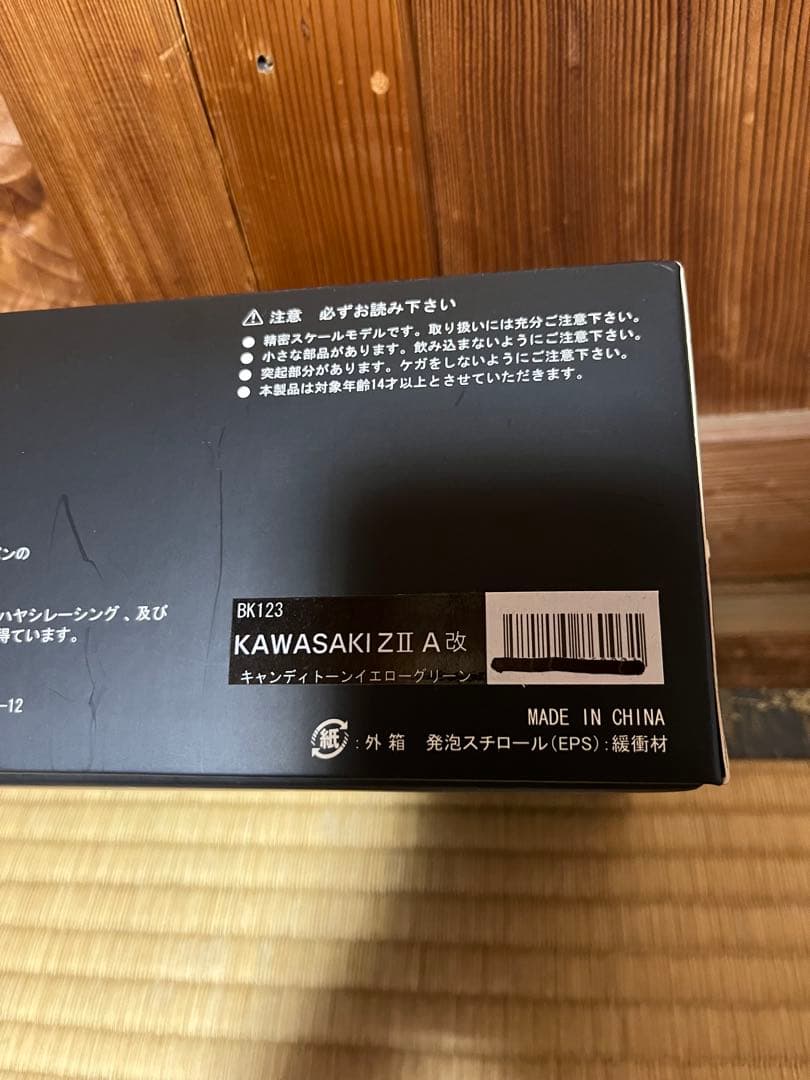 ⚠ 注意 必ずお読み下さい
● 精密スケールモデルです。取り扱いには充分ご注意下さい。
● 小さな部品があります。飲み込まないようにご注意下さい。
● 突起部分があります。ケガをしないようにご注意下さい。
● 本製品は対象年齢14才以上とさせていただきます。
ンの
ハヤシレーシング、及び
得ています。
-12
BK123
KAWASAKI ZⅡ A改
キャンディトーンイエローグリーン
MADE IN CHINA
紙:外箱 発泡スチロール(EPS):緩衝材